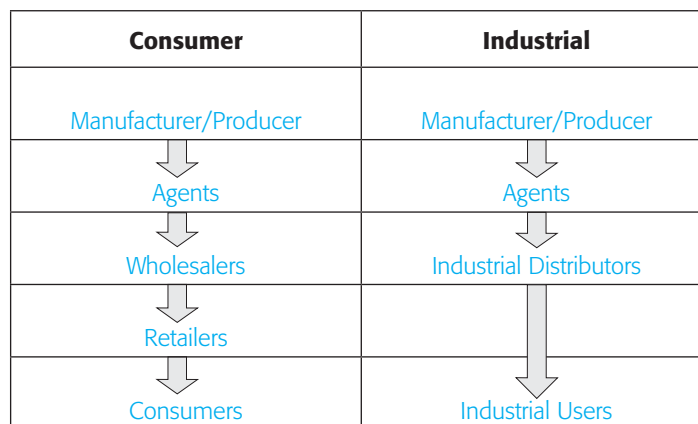 Consumer Industrial
Manufacturer/Producer Manufacturer/Producer
Agents Agents
Wholesalers Industrial Distributors
Retailers
Consumers Industrial Users